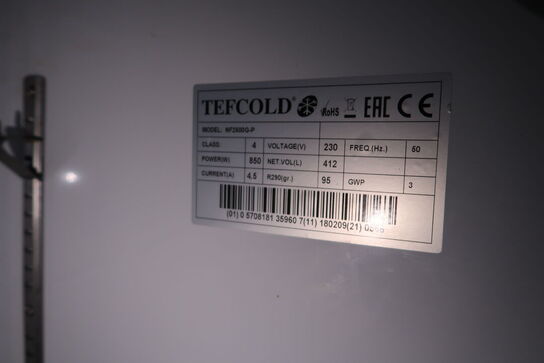 TEFCOLD RoHS EAC CE
MODEL: NF2500G-P
CLASS: 4 VOLTAGE(V) 230 FREQ.(Hz.) 50
POWER(W) 850 NET.VOL(L) 412
CURRENT(A) 4.5 R290(gr.) 95 GWP 3
(01) 0 5708181 35960 7(11) 180209(21)